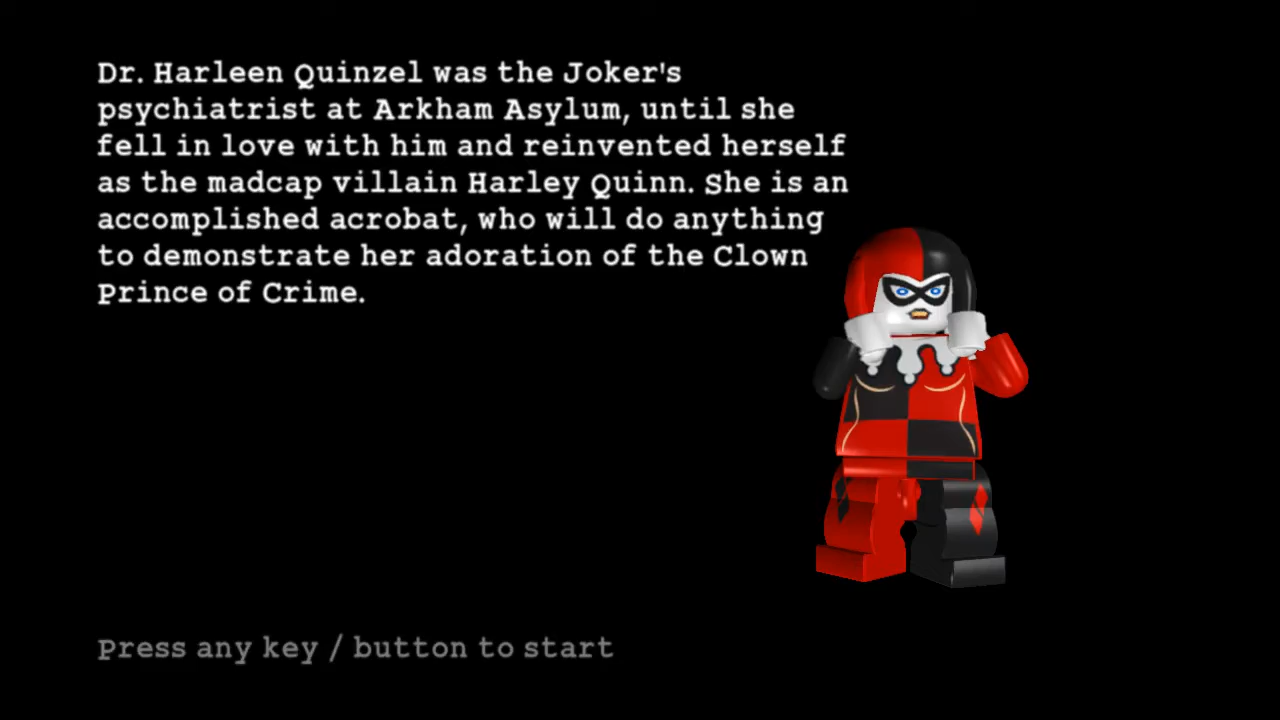 Dr. Harleen Quinzel was the Joker's
psychiatrist at Arkham Asylum, until she
fell in love with him and reinvented herself
as the madcap villain Harley Quinn. She is an
accomplished acrobat, who will do anything
to demonstrate her adoration of the Clown
Prince of Crime.
Press any key / button to start